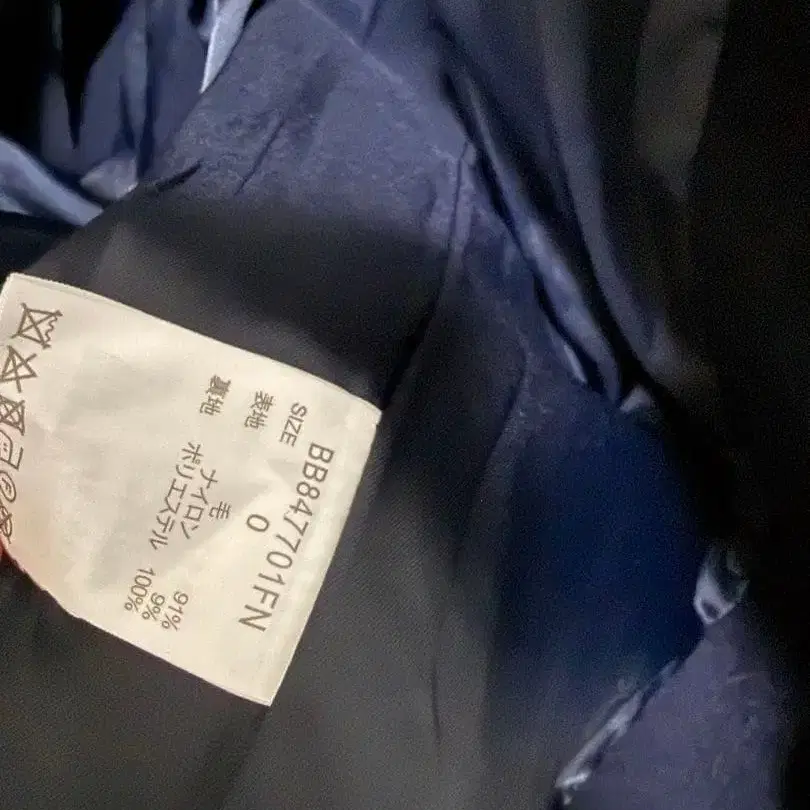 BB847701FN
SIZE 0
表地 毛 91%
ナイロン 9%
裏地 ポリエステル 100%